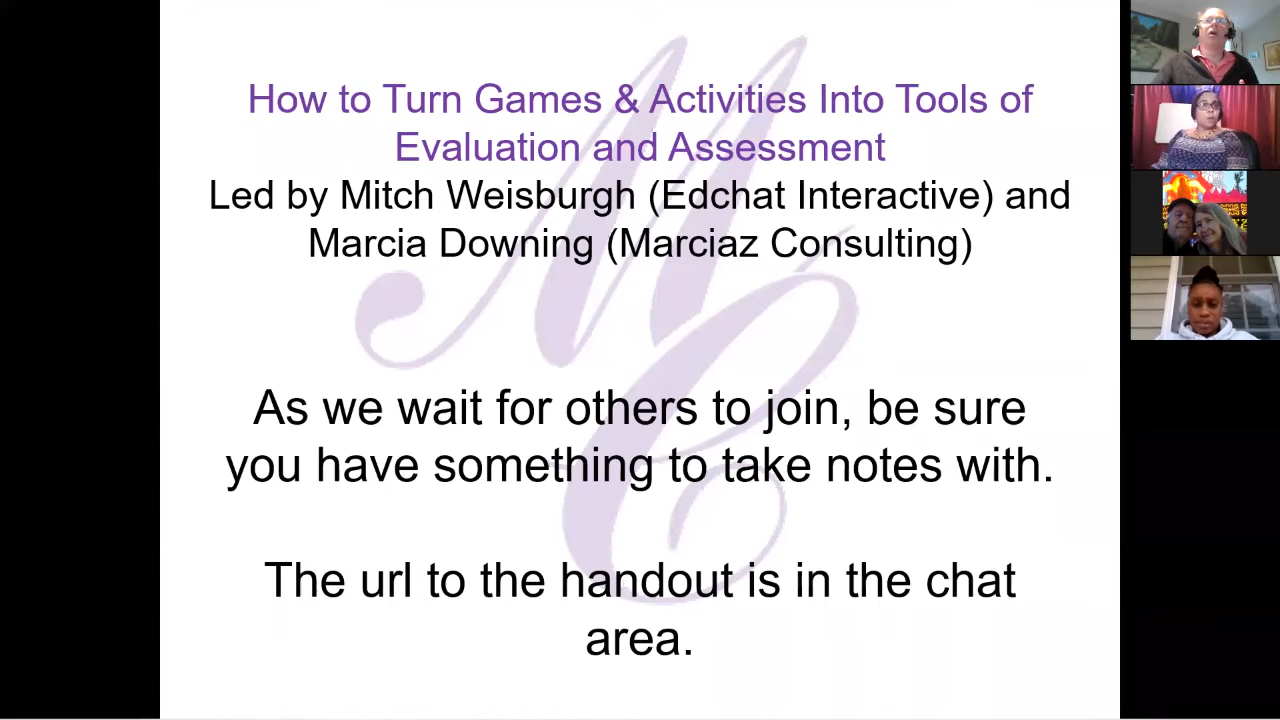 How to Turn Games & Activities Into Tools of
Evaluation and Assessment
Led by Mitch Weisburgh (Edchat Interactive) and
Marcia Downing (Marciaz Consulting)
MC
As we wait for others to join, be sure
you have something to take notes with.
The url to the handout is in the chat
area.